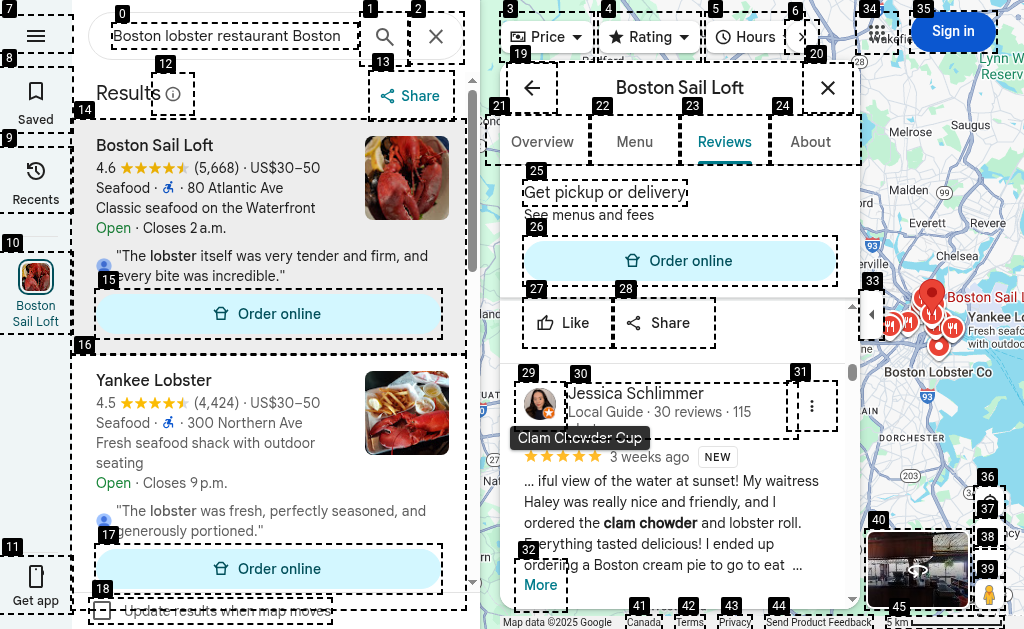 Boston lobster restaurant Boston
Price
Rating
Hours
Sign in
Saved
Recents
Boston Sail Loft
Get app
Results
Share
Boston Sail Loft
4.6 (5,668) · US$30–50
Seafood · 80 Atlantic Ave
Classic seafood on the Waterfront
Open · Closes 2 a.m.
"The lobster itself was very tender and firm, and
every bite was incredible."
Order online
Yankee Lobster
4.5 (4,424) · US$30–50
Seafood · 300 Northern Ave
Fresh seafood shack with outdoor
seating
Open · Closes 9 p.m.
"The lobster was fresh, perfectly seasoned, and
generously portioned."
Order online
Update results when map moves
Boston Sail Loft
Overview
Menu
Reviews
About
Get pickup or delivery
See menus and fees
Order online
Like
Share
Jessica Schlimmer
Local Guide · 30 reviews · 115
Clam Chowder Cup
3 weeks ago
NEW
... iful view of the water at sunset! My waitress
Haley was really nice and friendly, and I
ordered the clam chowder and lobster roll.
Everything tasted delicious! I ended up
ordering a Boston cream pie to go to eat ...
More
Melrose
Saugus
Malden
Everett
Revere
Chelsea
93
Boston Sail L
Yankee Lo
Fresh seafo
with outdoo
Boston Lobster Co
93
DORCHESTER
203
Map data ©2025 Google
Canada
Terms
Privacy
Send Product Feedback
5 km
0
1
2
3
4
5
6
7
8
9
10
11
12
13
14
15
16
17
18
19
20
21
22
23
24
25
26
27
28
29
30
31
32
33
34
35
36
37
38
39
40
41
42
43
44
45